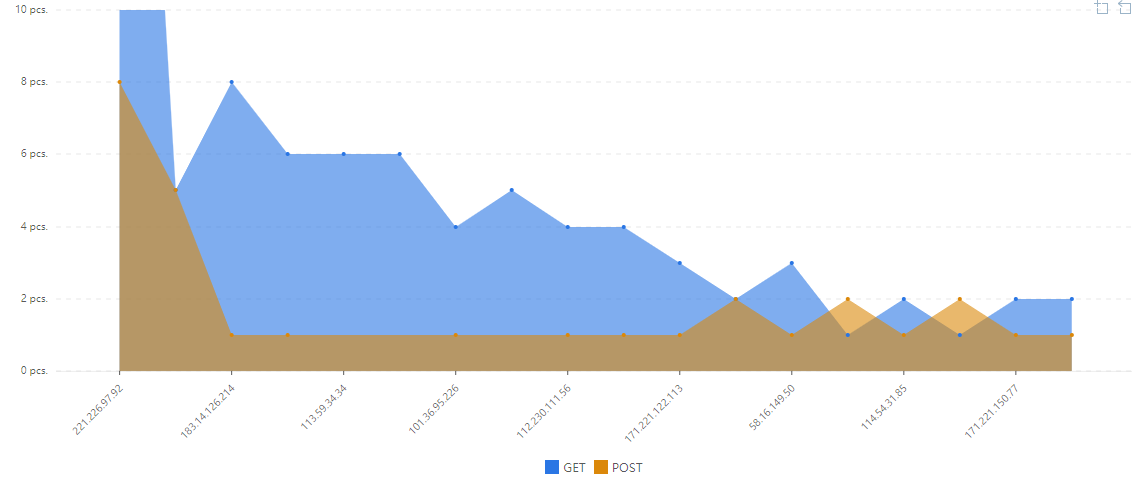 10 pcs.
8 pcs.
6 pcs.
4 pcs.
2 pcs.
0 pcs.
221.226.97.92
183.14.126.214
113.59.34.34
101.36.95.226
112.230.111.56
171.221.122.113
58.16.149.50
114.54.31.85
171.221.150.77
GET POST